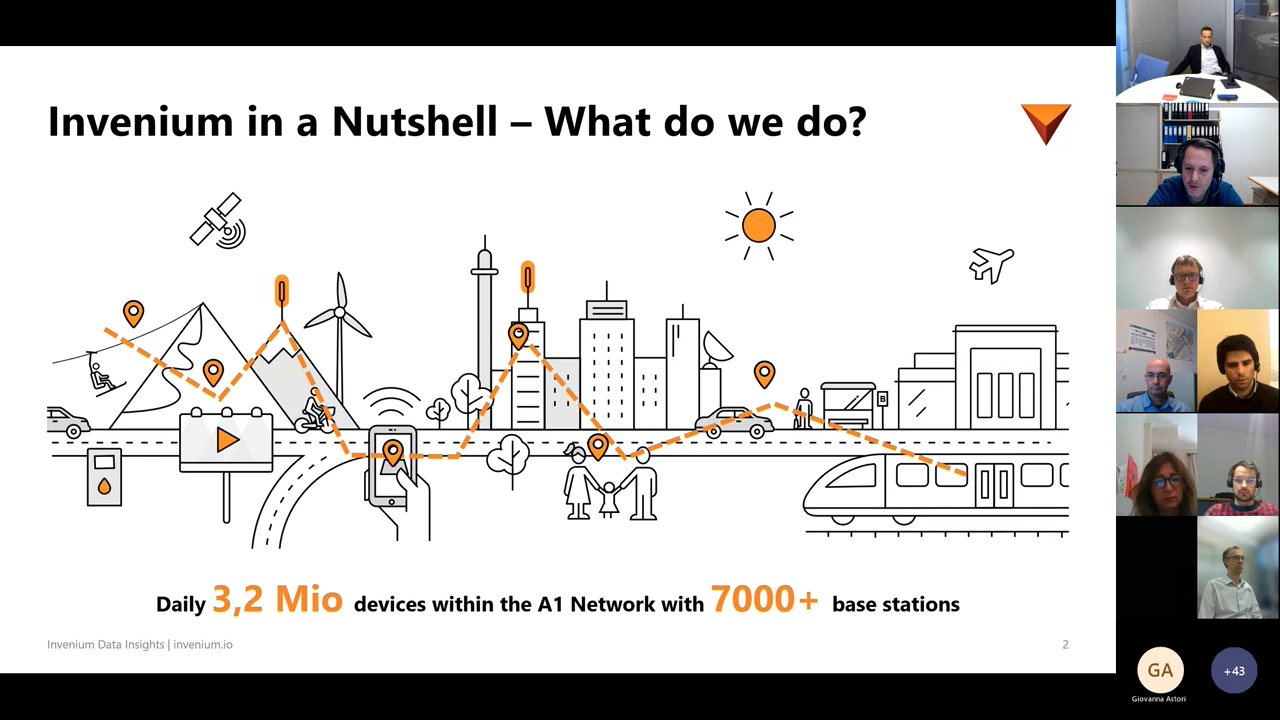 Invenium in a Nutshell – What do we do?
B
Daily 3,2 Mio devices within the A1 Network with 7000+ base stations
Invenium Data Insights | invenium.io
2
GA
+43
Giovanna Astori